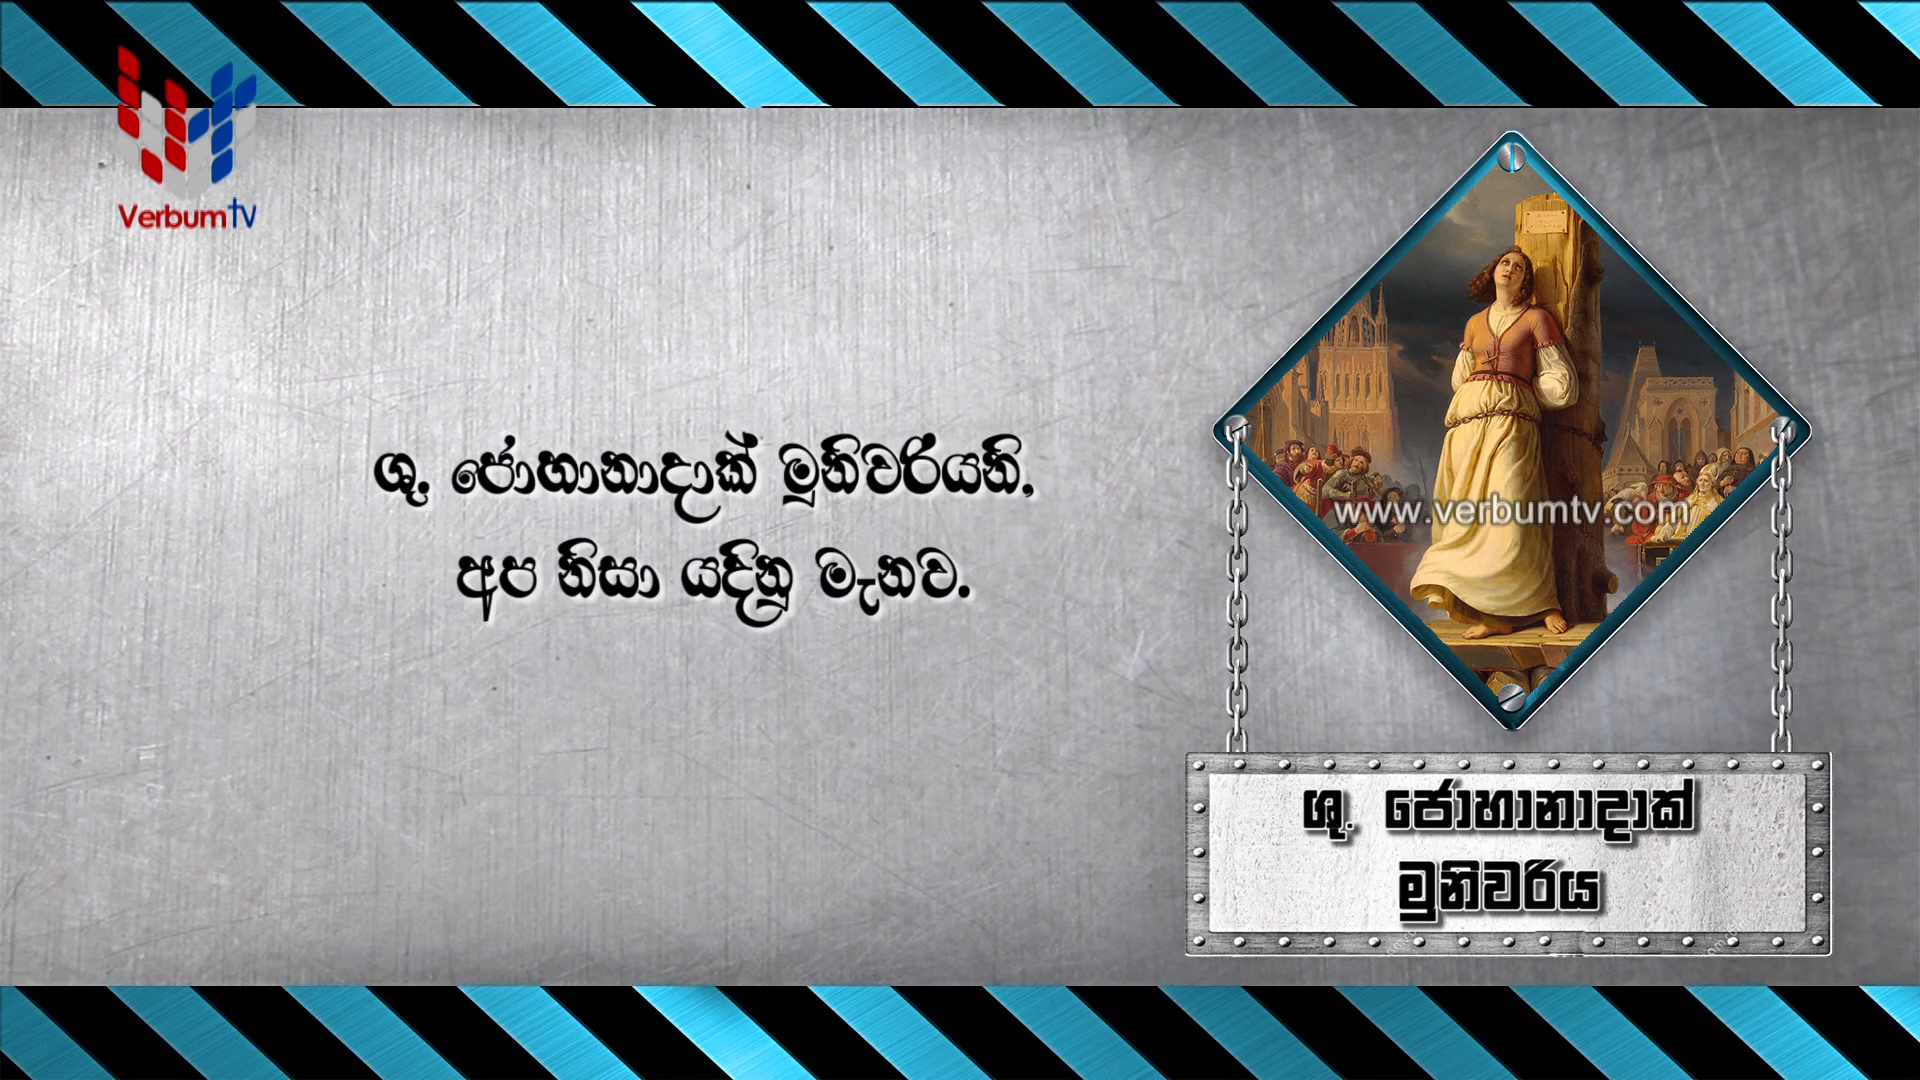 VerbumTV
ශු. ජොහානාදාක් මුනිවරියනි,
අප නිසා යදිනු මැනව.
www.verbumtv.com
ශු. ජොහානාදාක්
මුනිවරිය